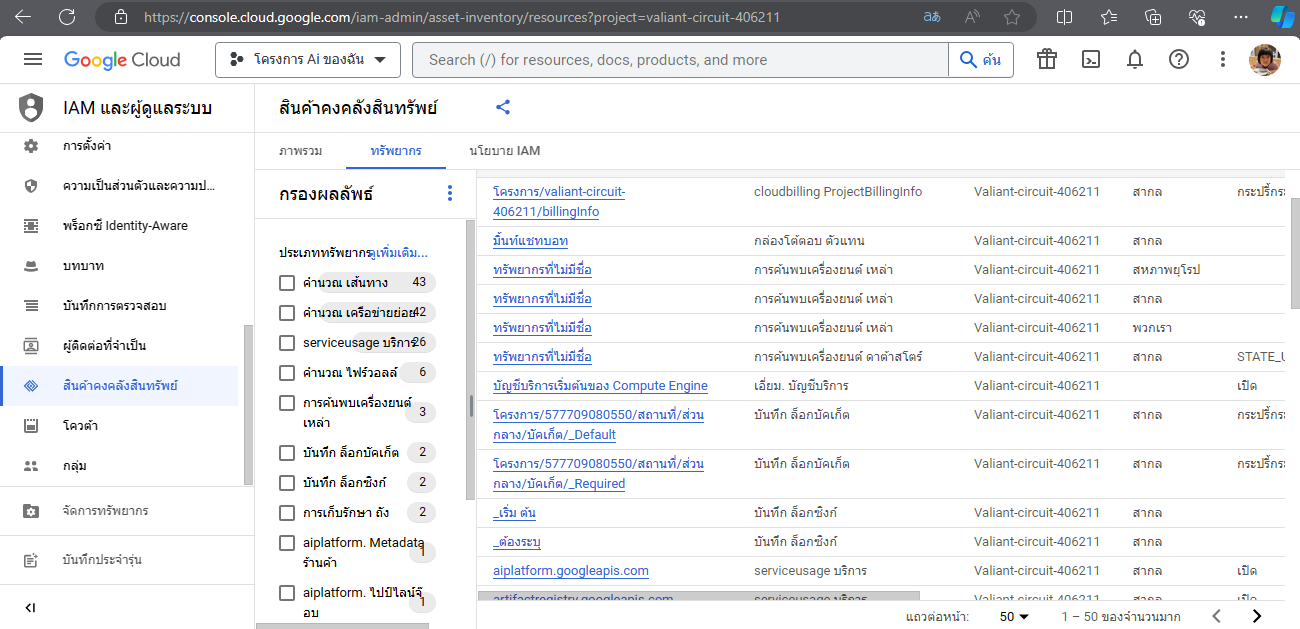 https://console.cloud.google.com/iam-admin/asset-inventory/resources?project=valiant-circuit-406211
Google Cloud
โครงการ Ai ของฉัน
Search (/) for resources, docs, products, and more
ค้น
IAM และผู้ดูแลระบบ
การตั้งค่า
ความเป็นส่วนตัวและความป...
พร็อกซี Identity-Aware
บทบาท
บันทึกการตรวจสอบ
ผู้ติดต่อที่จำเป็น
สินค้าคงคลังสินทรัพย์
โควต้า
กลุ่ม
จัดการทรัพยากร
บันทึกประจำรุ่น
สินค้าคงคลังสินทรัพย์
ภาพรวม ทรัพยากร นโยบาย IAM
กรองผลลัพธ์
ประเภททรัพยากร ดูเพิ่มเติม...
คำนวณ เส้นทาง 43
คำนวณ เครือข่ายย่อย 42
serviceusage บริการ 26
คำนวณ ไฟร์วอลล์ 6
การค้นพบเครื่องยนต์
เหล่า 3
บันทึก ล็อกบัคเก็ต 2
บันทึก ล็อกซิงก์ 2
การเก็บรักษา ถัง 2
aiplatform. Metadata
ร้านค้า 1
aiplatform. ไปป์ไลน์จ๊
อบ 1
โครงการ/valiant-circuit- cloudbilling ProjectBillingInfo Valiant-circuit-406211 สากล กระปรี้กระ
406211/billingInfo
มิ้นท์แชทบอท กล่องโต้ตอบ ตัวแทน Valiant-circuit-406211 สากล
ทรัพยากรที่ไม่มีชื่อ การค้นพบเครื่องยนต์ เหล่า Valiant-circuit-406211 สหภาพยุโรป
ทรัพยากรที่ไม่มีชื่อ การค้นพบเครื่องยนต์ เหล่า Valiant-circuit-406211 สากล
ทรัพยากรที่ไม่มีชื่อ การค้นพบเครื่องยนต์ เหล่า Valiant-circuit-406211 พวกเรา
ทรัพยากรที่ไม่มีชื่อ การค้นพบเครื่องยนต์ ดาต้าสโตร์ Valiant-circuit-406211 สากล STATE_U
บัญชีบริการเริ่มต้นของ Compute Engine เอี่ยม. บัญชีบริการ Valiant-circuit-406211 สากล เปิด
โครงการ/577709080550/สถานที่/ส่วน บันทึก ล็อกบัคเก็ต Valiant-circuit-406211 สากล กระปรี้กระ
กลาง/บัคเก็ต/_Default
โครงการ/577709080550/สถานที่/ส่วน บันทึก ล็อกบัคเก็ต Valiant-circuit-406211 สากล กระปรี้กระ
กลาง/บัคเก็ต/_Required
_เริ่ม ต้น บันทึก ล็อกซิงก์ Valiant-circuit-406211 สากล
_ต้องระบุ บันทึก ล็อกซิงก์ Valiant-circuit-406211 สากล
aiplatform.googleapis.com serviceusage บริการ Valiant-circuit-406211 สากล เปิด
artifactregistry.googleapis.com serviceusage บริการ Valiant-circuit-406211 สากล เปิด
แถวต่อหน้า: 50 1 – 50 ของจำนวนมาก